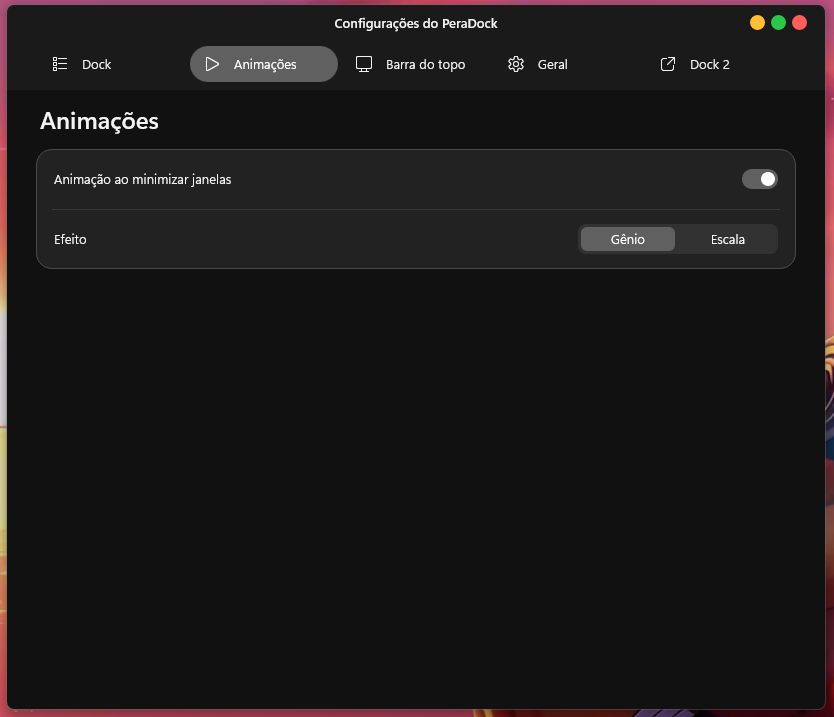 Configurações do PeraDock
Dock
Animações
Barra do topo
Geral
Dock 2
Animações
Animação ao minimizar janelas
Efeito
Gênio
Escala